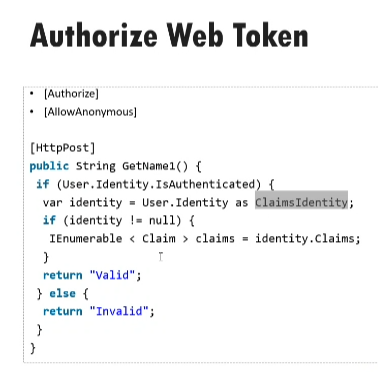 Authorize Web Token
• [Authorize]
• [AllowAnonymous]
[HttpPost]
public String GetName1() {
if (User.Identity.IsAuthenticated) {
var identity = User.Identity as ClaimsIdentity;
if (identity != null) {
IEnumerable < Claim > claims = identity.Claims;
}
return "Valid";
} else {
return "Invalid";
}
}